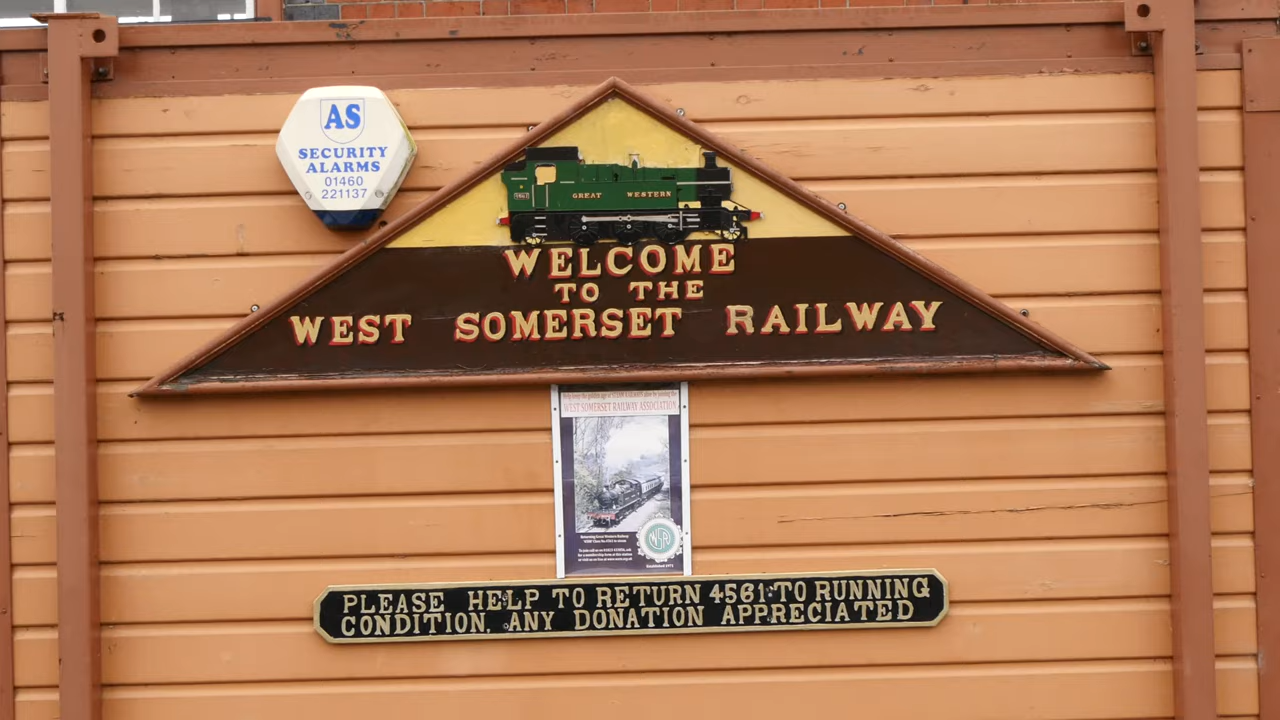 AS
SECURITY
ALARMS
01460
221137
GREAT WESTERN
WELCOME
TO THE
WEST SOMERSET RAILWAY
WEST SOMERSET RAILWAY ASSOCIATION
WSRA
PLEASE HELP TO RETURN 4561 TO RUNNING
CONDITION, ANY DONATION APPRECIATED